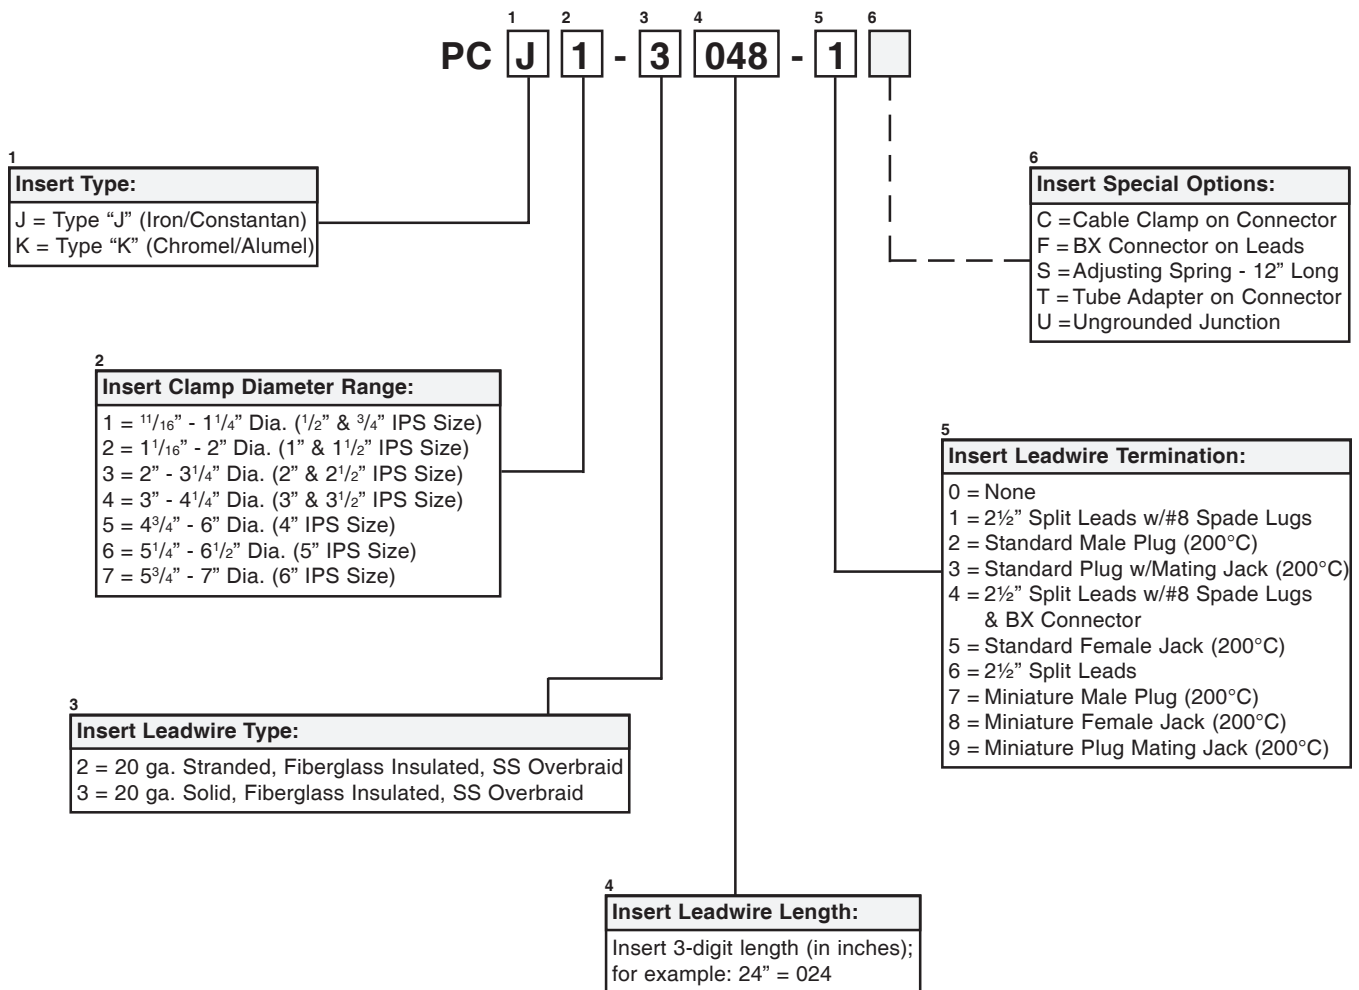 1 2 3 4 5 6
PC J 1 - 3 048 - 1
1
Insert Type:
J = Type “J” (Iron/Constantan)
K = Type “K” (Chromel/Alumel)
6
Insert Special Options:
C = Cable Clamp on Connector
F = BX Connector on Leads
S = Adjusting Spring - 12” Long
T = Tube Adapter on Connector
U = Ungrounded Junction
2
Insert Clamp Diameter Range:
1 = 11/16” - 1 1/4” Dia. (1/2” & 3/4” IPS Size)
2 = 1 1/16” - 2” Dia. (1” & 1 1/2” IPS Size)
3 = 2” - 3 1/4” Dia. (2” & 2 1/2” IPS Size)
4 = 3” - 4 1/4” Dia. (3” & 3 1/2” IPS Size)
5 = 4 3/4” - 6” Dia. (4” IPS Size)
6 = 5 1/4” - 6 1/2” Dia. (5” IPS Size)
7 = 5 3/4” - 7” Dia. (6” IPS Size)
5
Insert Leadwire Termination:
0 = None
1 = 2½” Split Leads w/#8 Spade Lugs
2 = Standard Male Plug (200°C)
3 = Standard Plug w/Mating Jack (200°C)
4 = 2½” Split Leads w/#8 Spade Lugs
& BX Connector
5 = Standard Female Jack (200°C)
6 = 2½” Split Leads
7 = Miniature Male Plug (200°C)
8 = Miniature Female Jack (200°C)
9 = Miniature Plug Mating Jack (200°C)
3
Insert Leadwire Type:
2 = 20 ga. Stranded, Fiberglass Insulated, SS Overbraid
3 = 20 ga. Solid, Fiberglass Insulated, SS Overbraid
4
Insert Leadwire Length:
Insert 3-digit length (in inches);
for example: 24” = 024